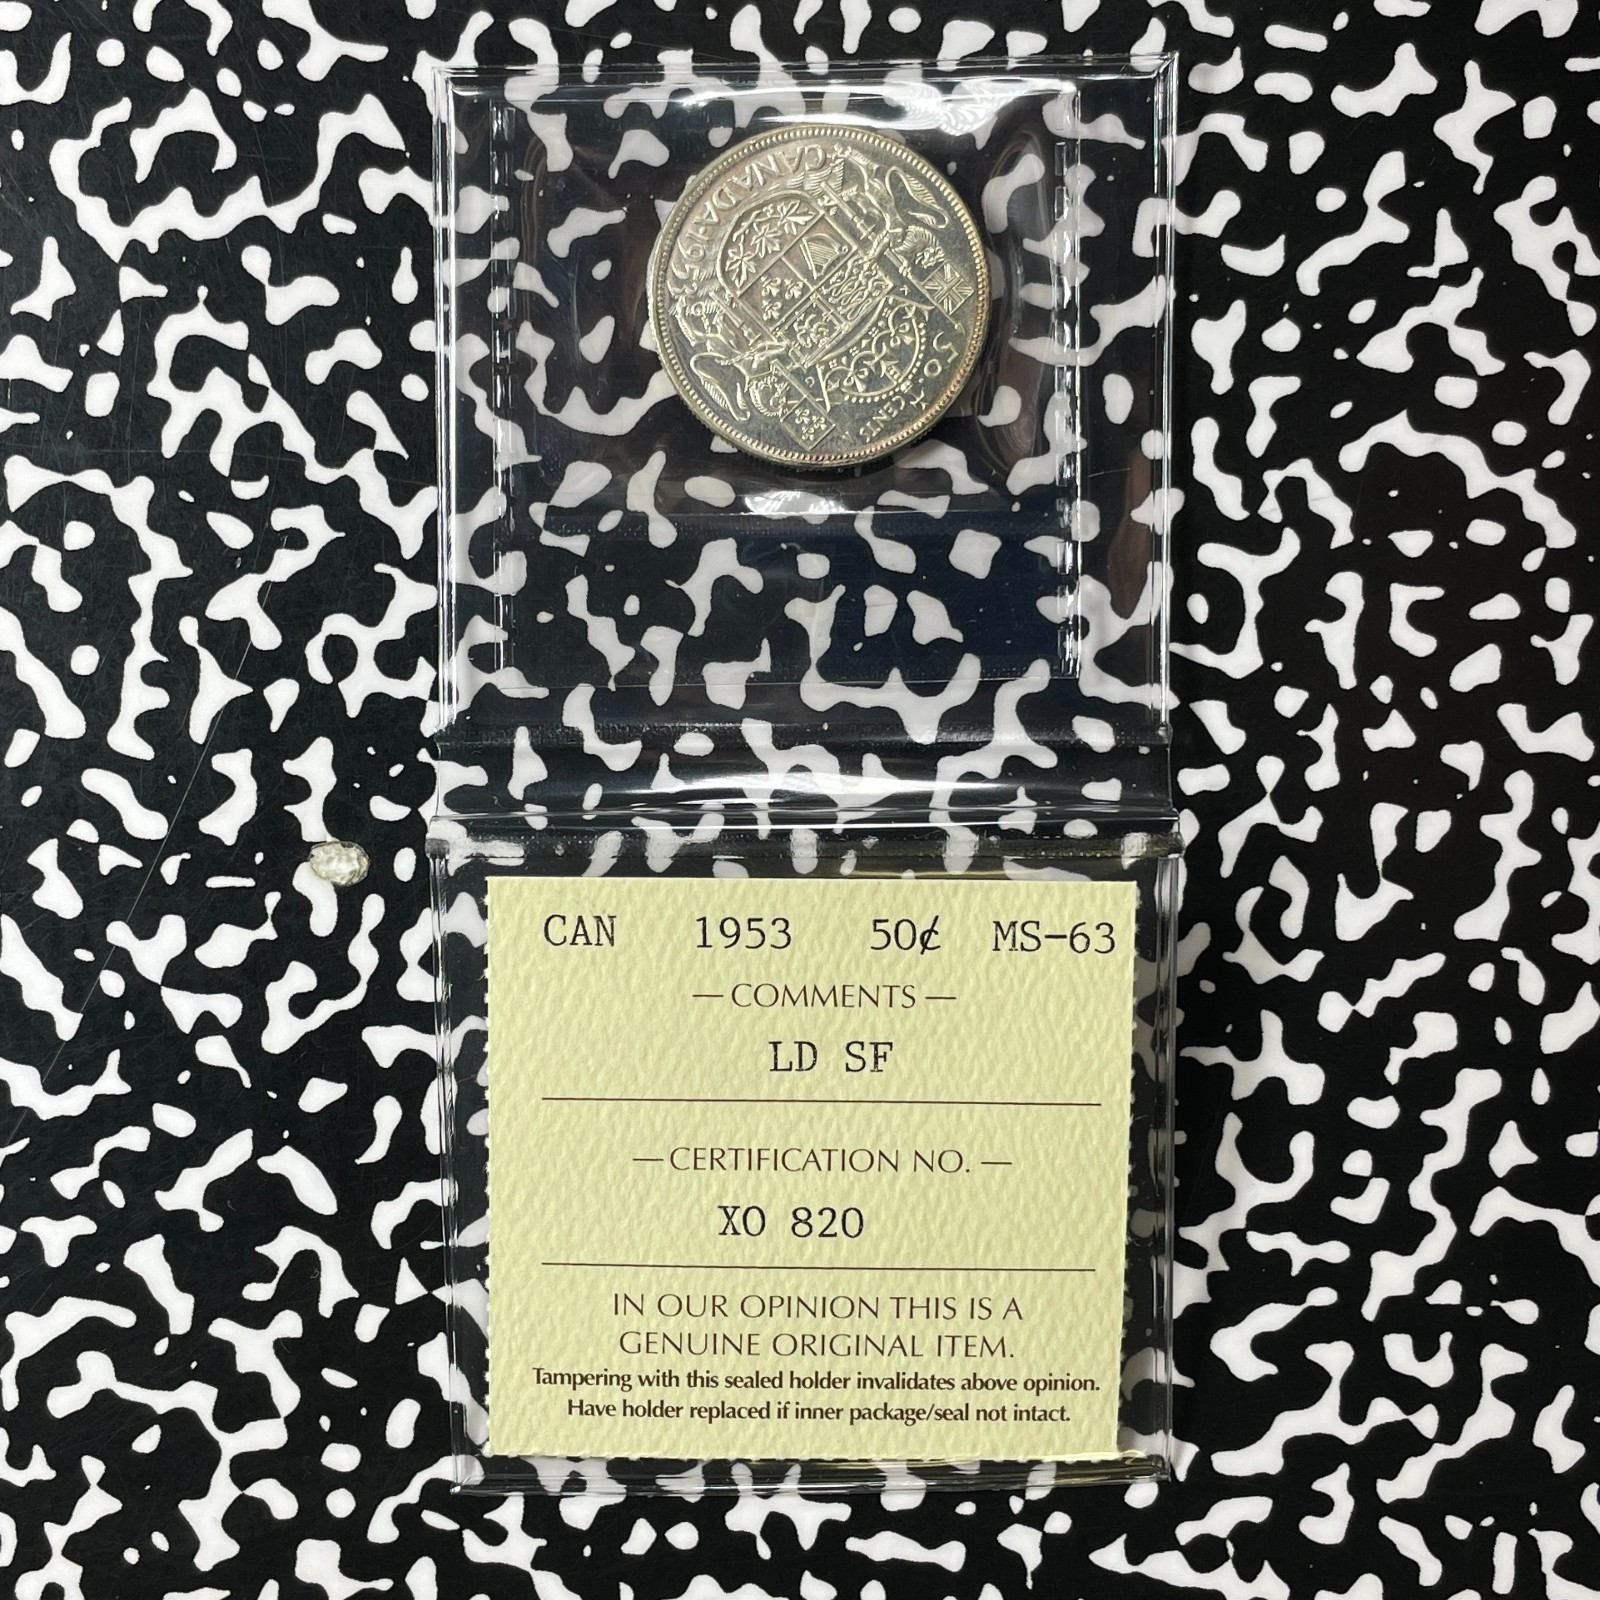 CANADA·1953
50 CENTS
CAN 1953 50¢ MS-63
— COMMENTS —
LD SF
— CERTIFICATION NO. —
XO 820
IN OUR OPINION THIS IS A
GENUINE ORIGINAL ITEM.
Tampering with this sealed holder invalidates above opinion.
Have holder replaced if inner package/seal not intact.